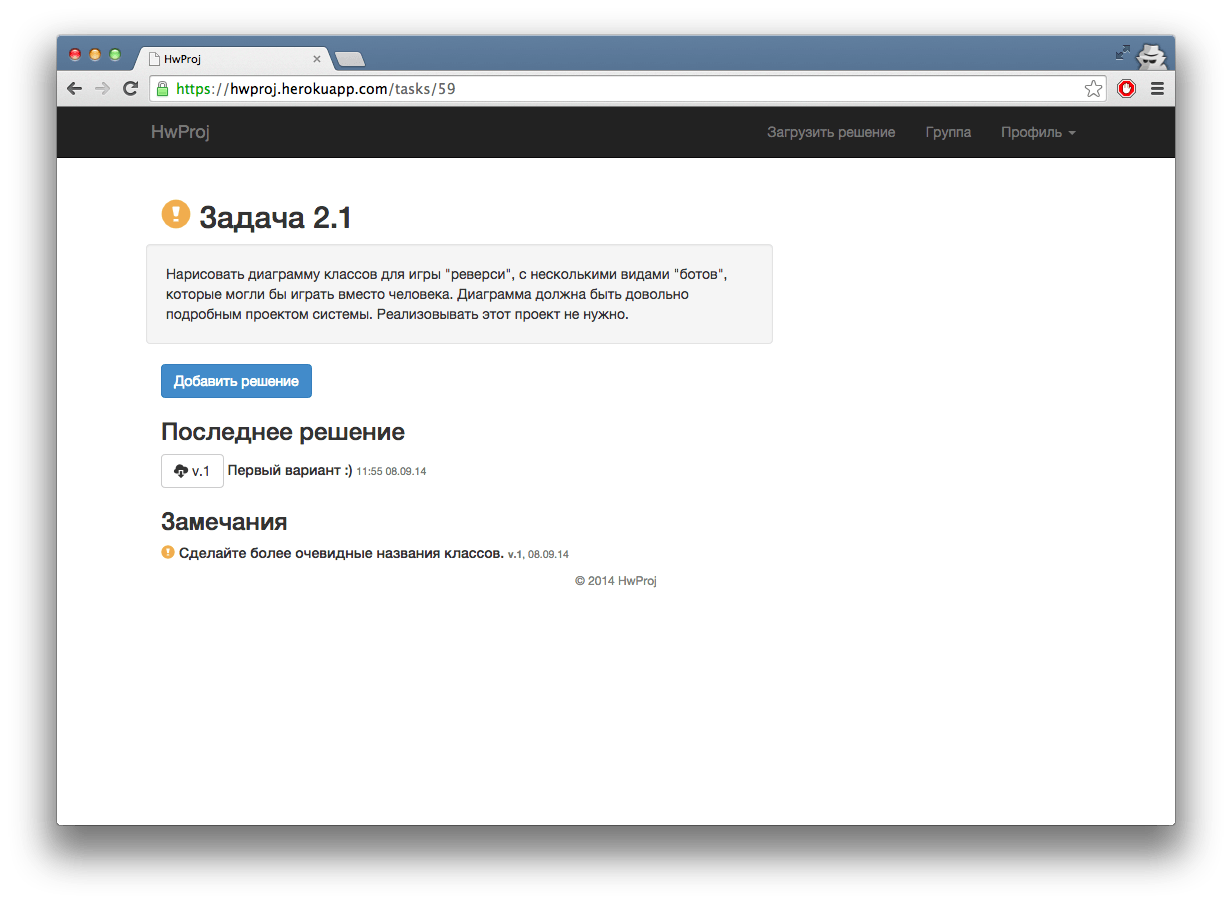 HwProj
https://hwproj.herokuapp.com/tasks/59
HwProj Загрузить решение Группа Профиль
Задача 2.1
Нарисовать диаграмму классов для игры "реверси", с несколькими видами "ботов",
которые могли бы играть вместо человека. Диаграмма должна быть довольно
подробным проектом системы. Реализовывать этот проект не нужно.
Добавить решение
Последнее решение
v.1 Первый вариант :) 11:55 08.09.14
Замечания
Сделайте более очевидные названия классов. v.1, 08.09.14
© 2014 HwProj